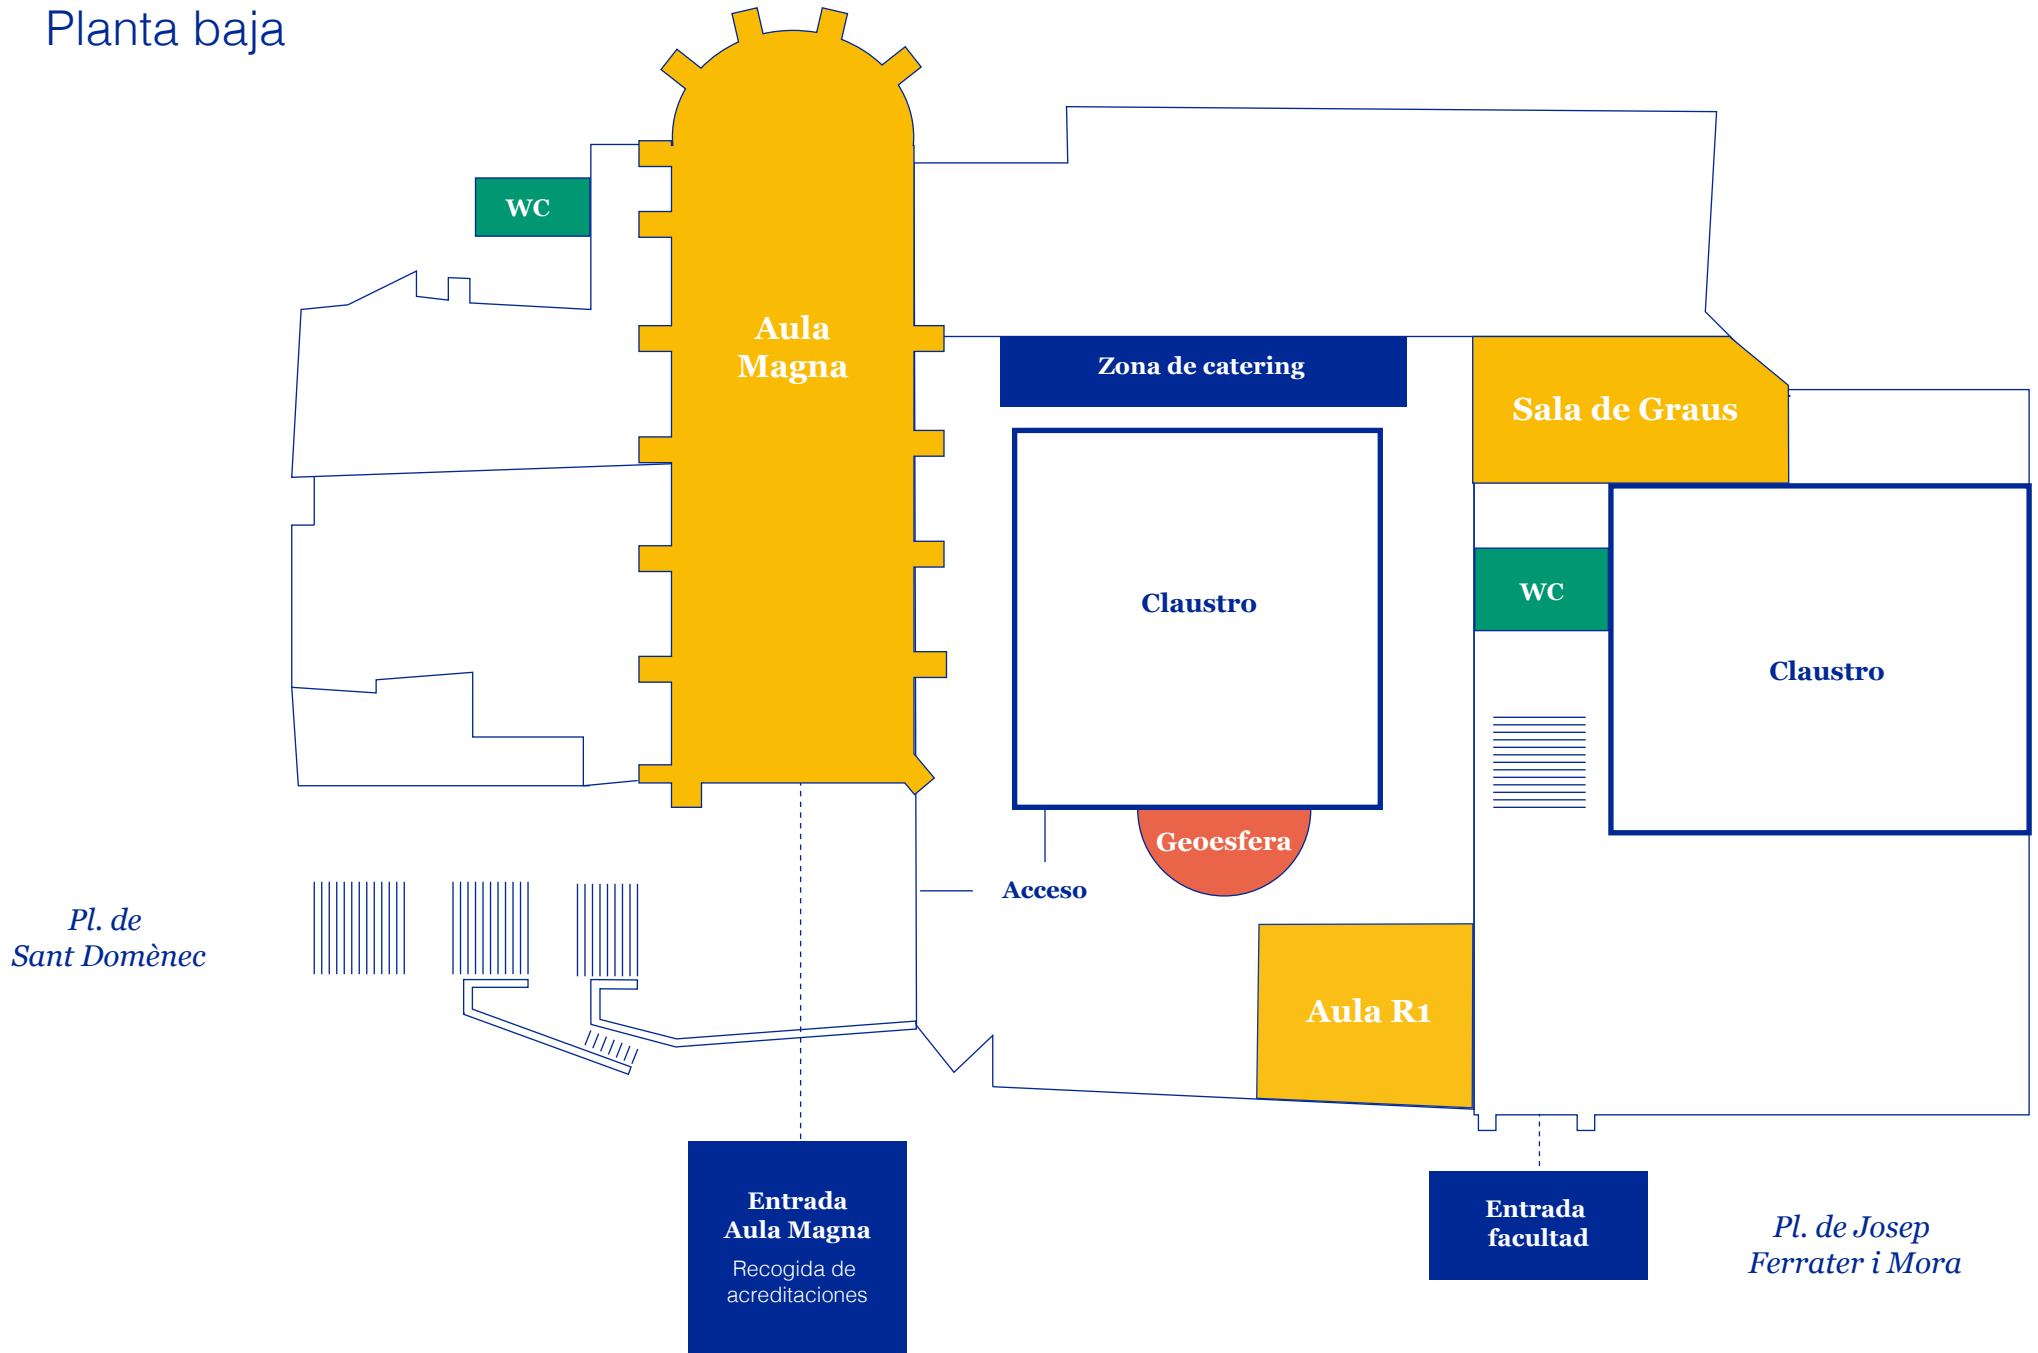 Planta baja
WC
Aula
Magna
Zona de catering
Sala de Graus
Claustro
WC
Claustro
Geoesfera
Acceso
Pl. de
Sant Domènec
Aula R1
Entrada
Aula Magna
Recogida de
acreditaciones
Entrada
facultad
Pl. de Josep
Ferrater i Mora